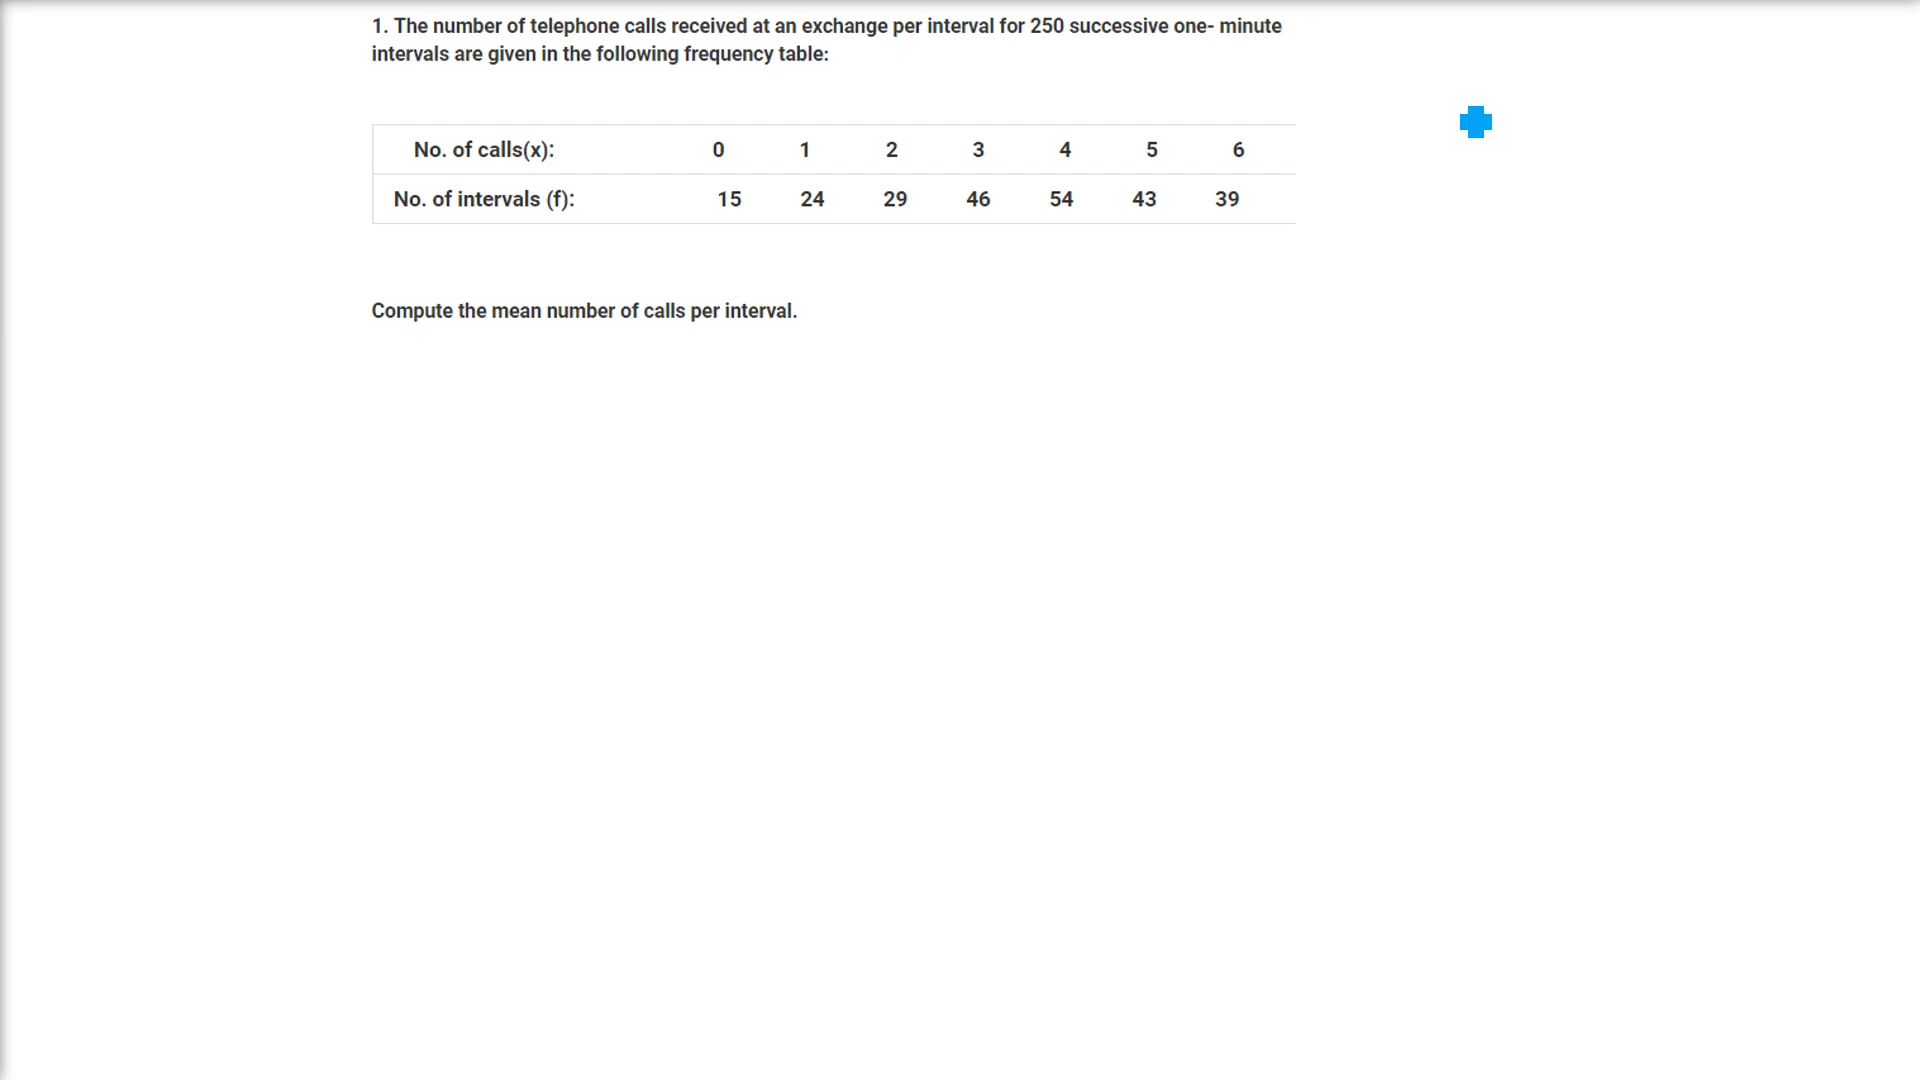 1. The number of telephone calls received at an exchange per interval for 250 successive one- minute
intervals are given in the following frequency table:
No. of calls(x): 0 1 2 3 4 5 6
No. of intervals (f): 15 24 29 46 54 43 39
Compute the mean number of calls per interval.